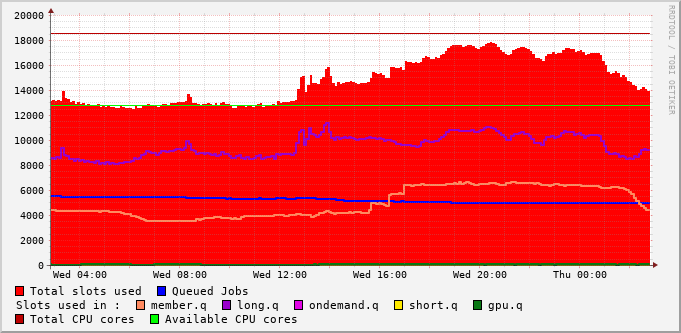 20000
18000
16000
14000
12000
10000
8000
6000
4000
2000
0
Wed 04:00 Wed 08:00 Wed 12:00 Wed 16:00 Wed 20:00 Thu 00:00
RRDTOOL / TOBI OETIKER
Total slots used Queued Jobs
Slots used in : member.q long.q ondemand.q short.q gpu.q
Total CPU cores Available CPU cores